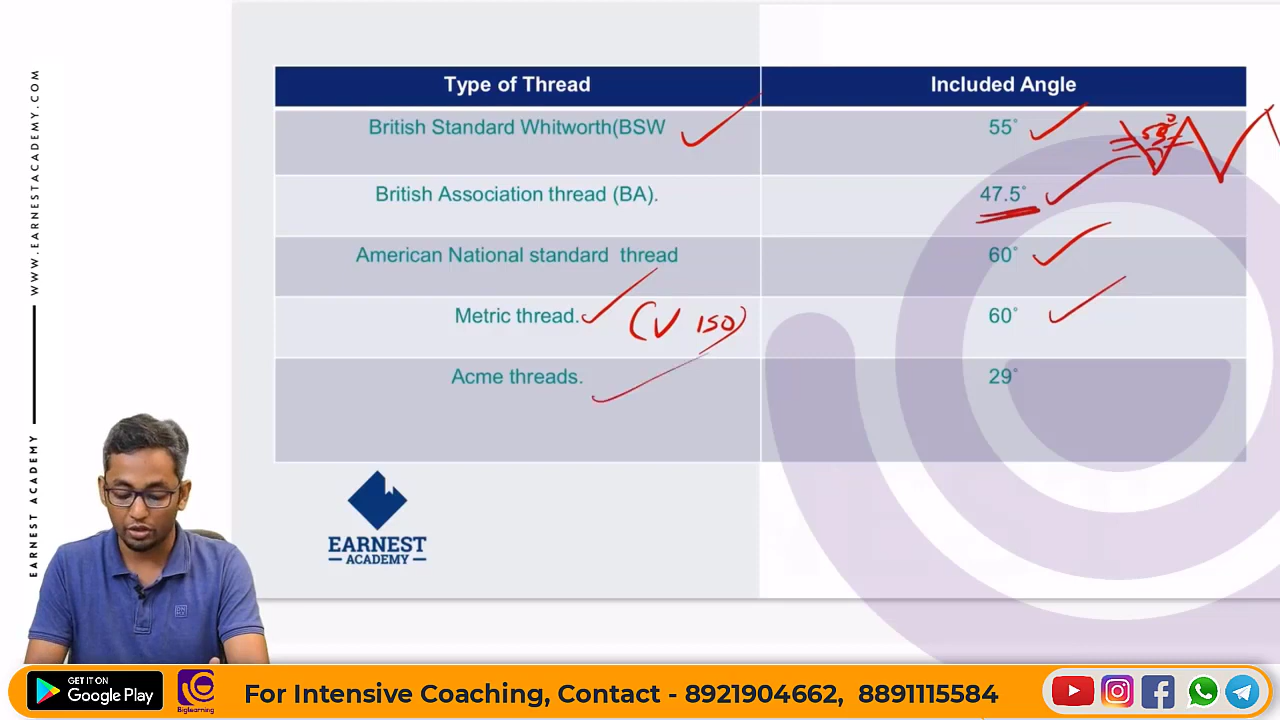 WWW.EARNESTACADEMY.COM
EARNEST ACADEMY
Type of Thread Included Angle
British Standard Whitworth(BSW 55°
55°
British Association thread (BA). 47.5°
American National standard thread 60°
Metric thread. (V ISO) 60°
Acme threads. 29°
EARNEST
ACADEMY
GET IT ON
Google Play
Biglearning
For Intensive Coaching, Contact - 8921904662, 8891115584